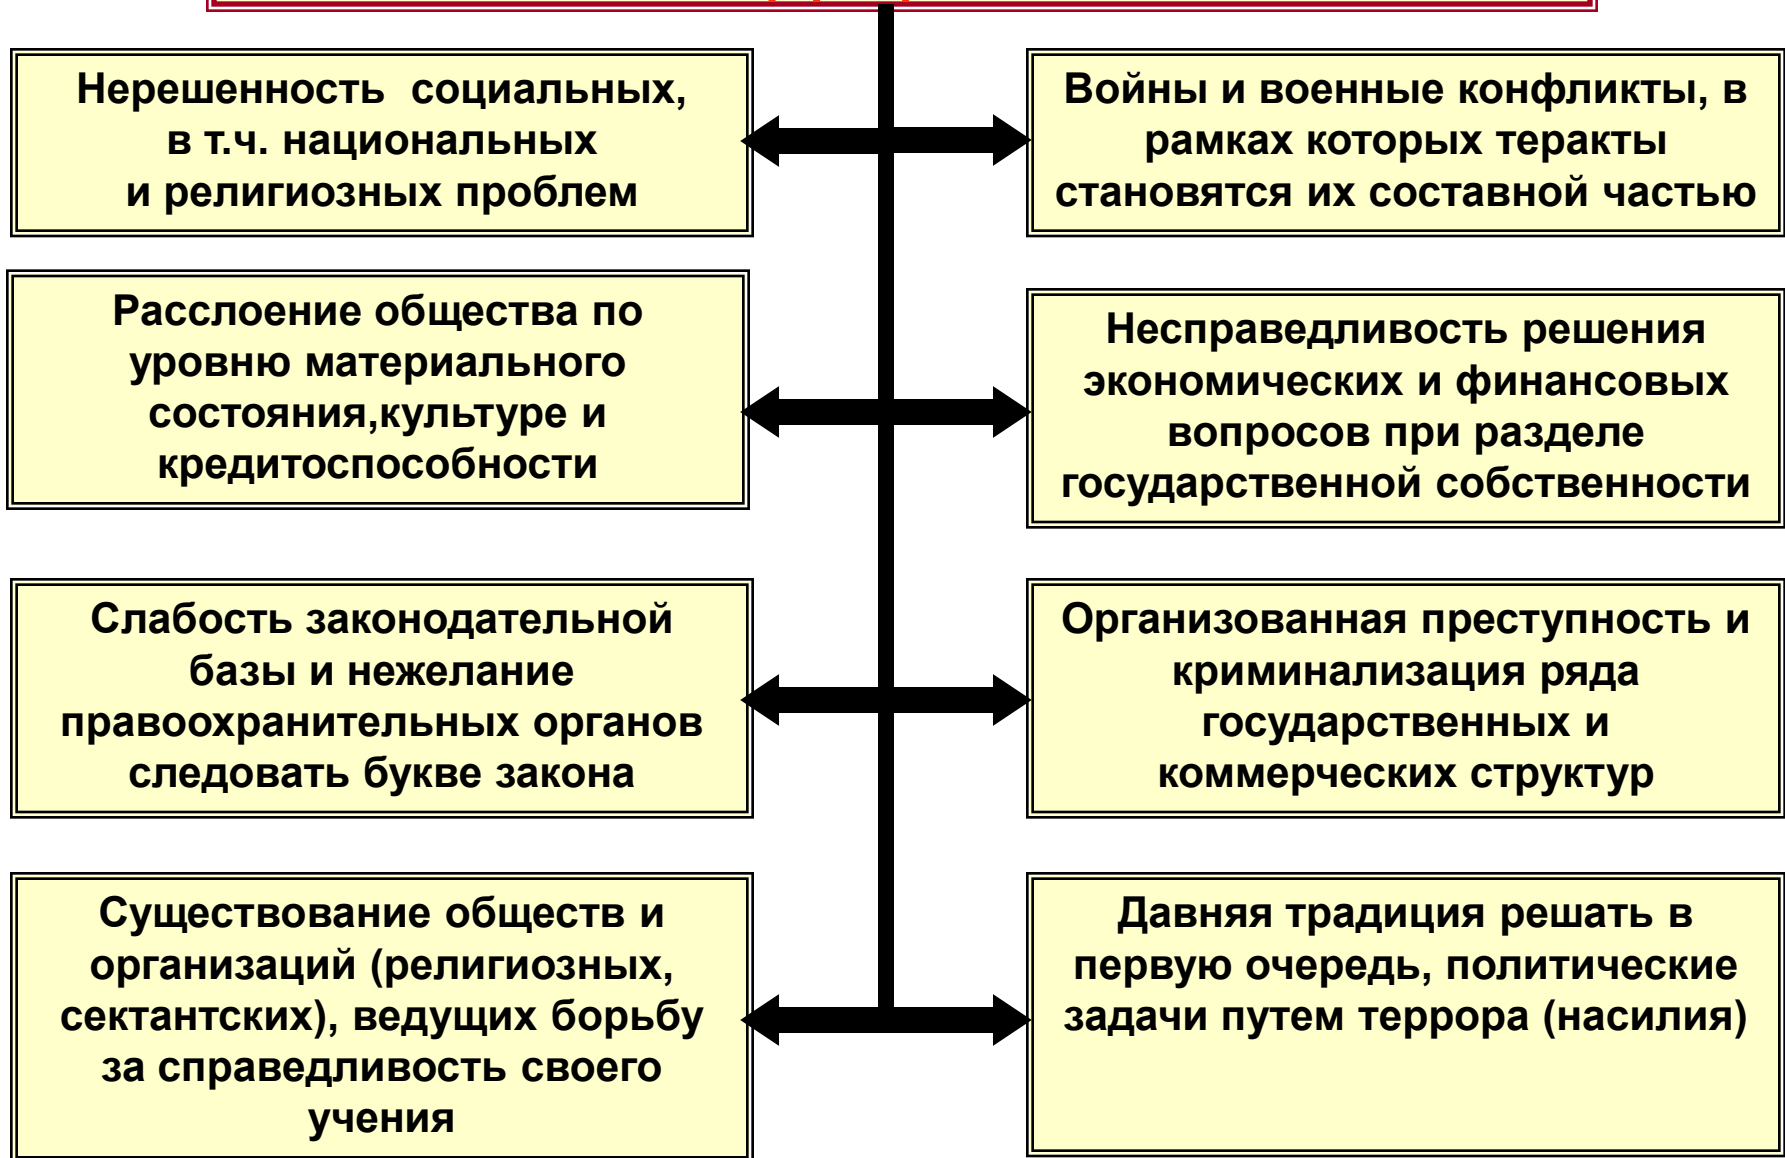 Нерешенность социальных,
в т.ч. национальных
и религиозных проблем
Войны и военные конфликты, в
рамках которых теракты
становятся их составной частью
Расслоение общества по
уровню материального
состояния,культуре и
кредитоспособности
Несправедливость решения
экономических и финансовых
вопросов при разделе
государственной собственности
Слабость законодательной
базы и нежелание
правоохранительных органов
следовать букве закона
Организованная преступность и
криминализация ряда
государственных и
коммерческих структур
Существование обществ и
организаций (религиозных,
сектантских), ведущих борьбу
за справедливость своего
учения
Давняя традиция решать в
первую очередь, политические
задачи путем террора (насилия)